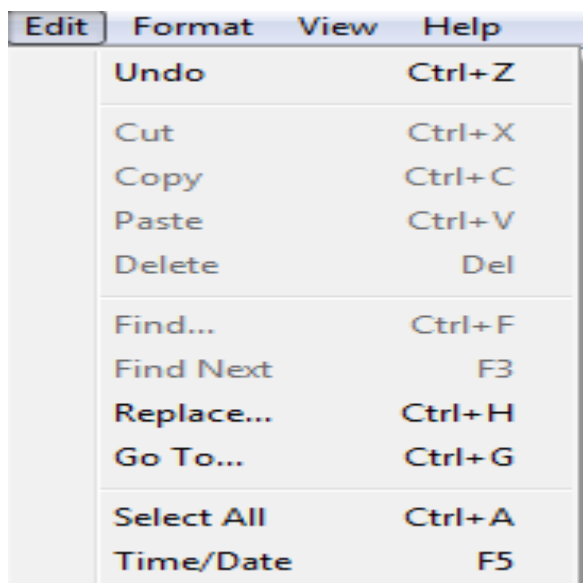 Edit Format View Help
Undo Ctrl+Z
Cut Ctrl+X
Copy Ctrl+C
Paste Ctrl+V
Delete Del
Find... Ctrl+F
Find Next F3
Replace... Ctrl+H
Go To... Ctrl+G
Select All Ctrl+A
Time/Date F5